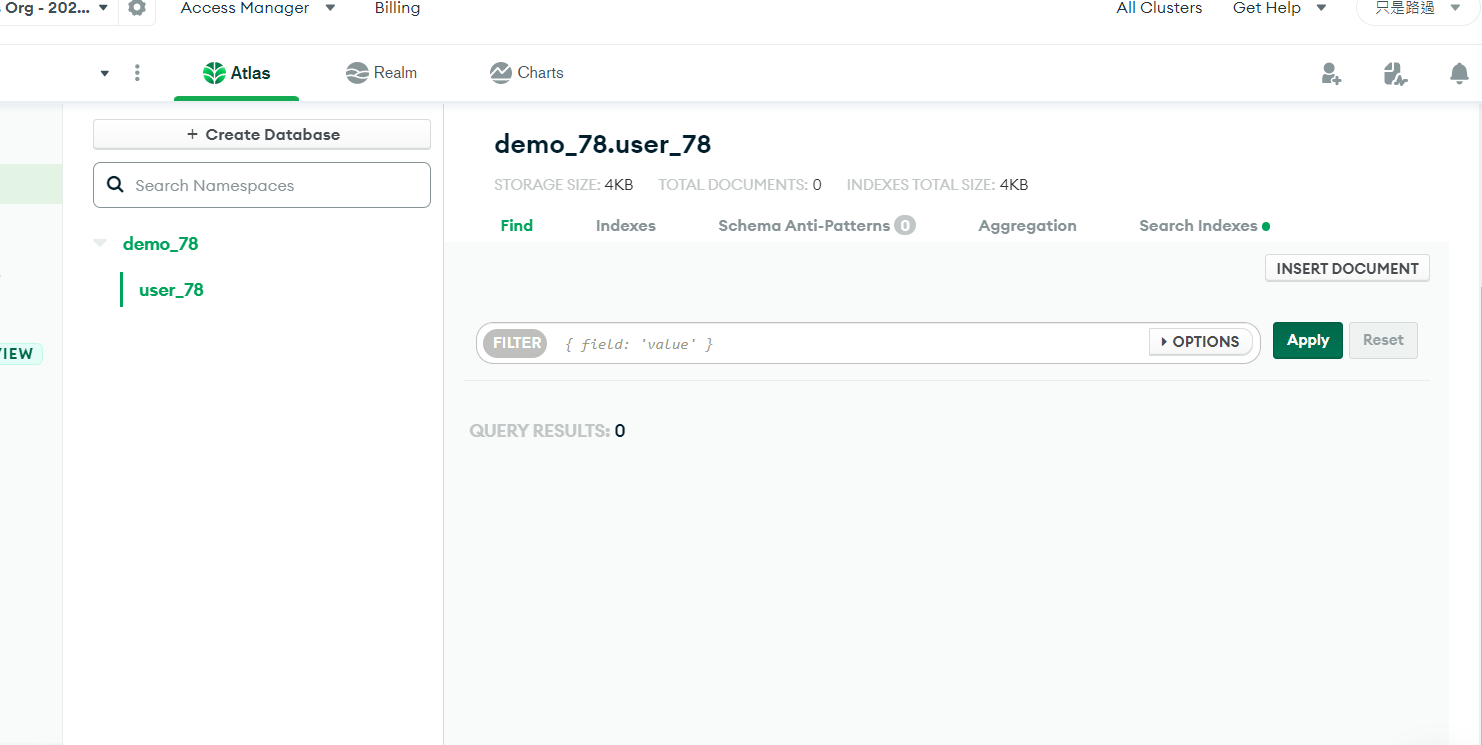 Org - 202...
Access Manager
Billing
All Clusters
Get Help
只是路過
Atlas
Realm
Charts
+ Create Database
Search Namespaces
demo_78
user_78
demo_78.user_78
STORAGE SIZE: 4KB TOTAL DOCUMENTS: 0 INDEXES TOTAL SIZE: 4KB
Find
Indexes
Schema Anti-Patterns 0
Aggregation
Search Indexes
INSERT DOCUMENT
FILTER { field: 'value' }
OPTIONS
Apply
Reset
QUERY RESULTS: 0